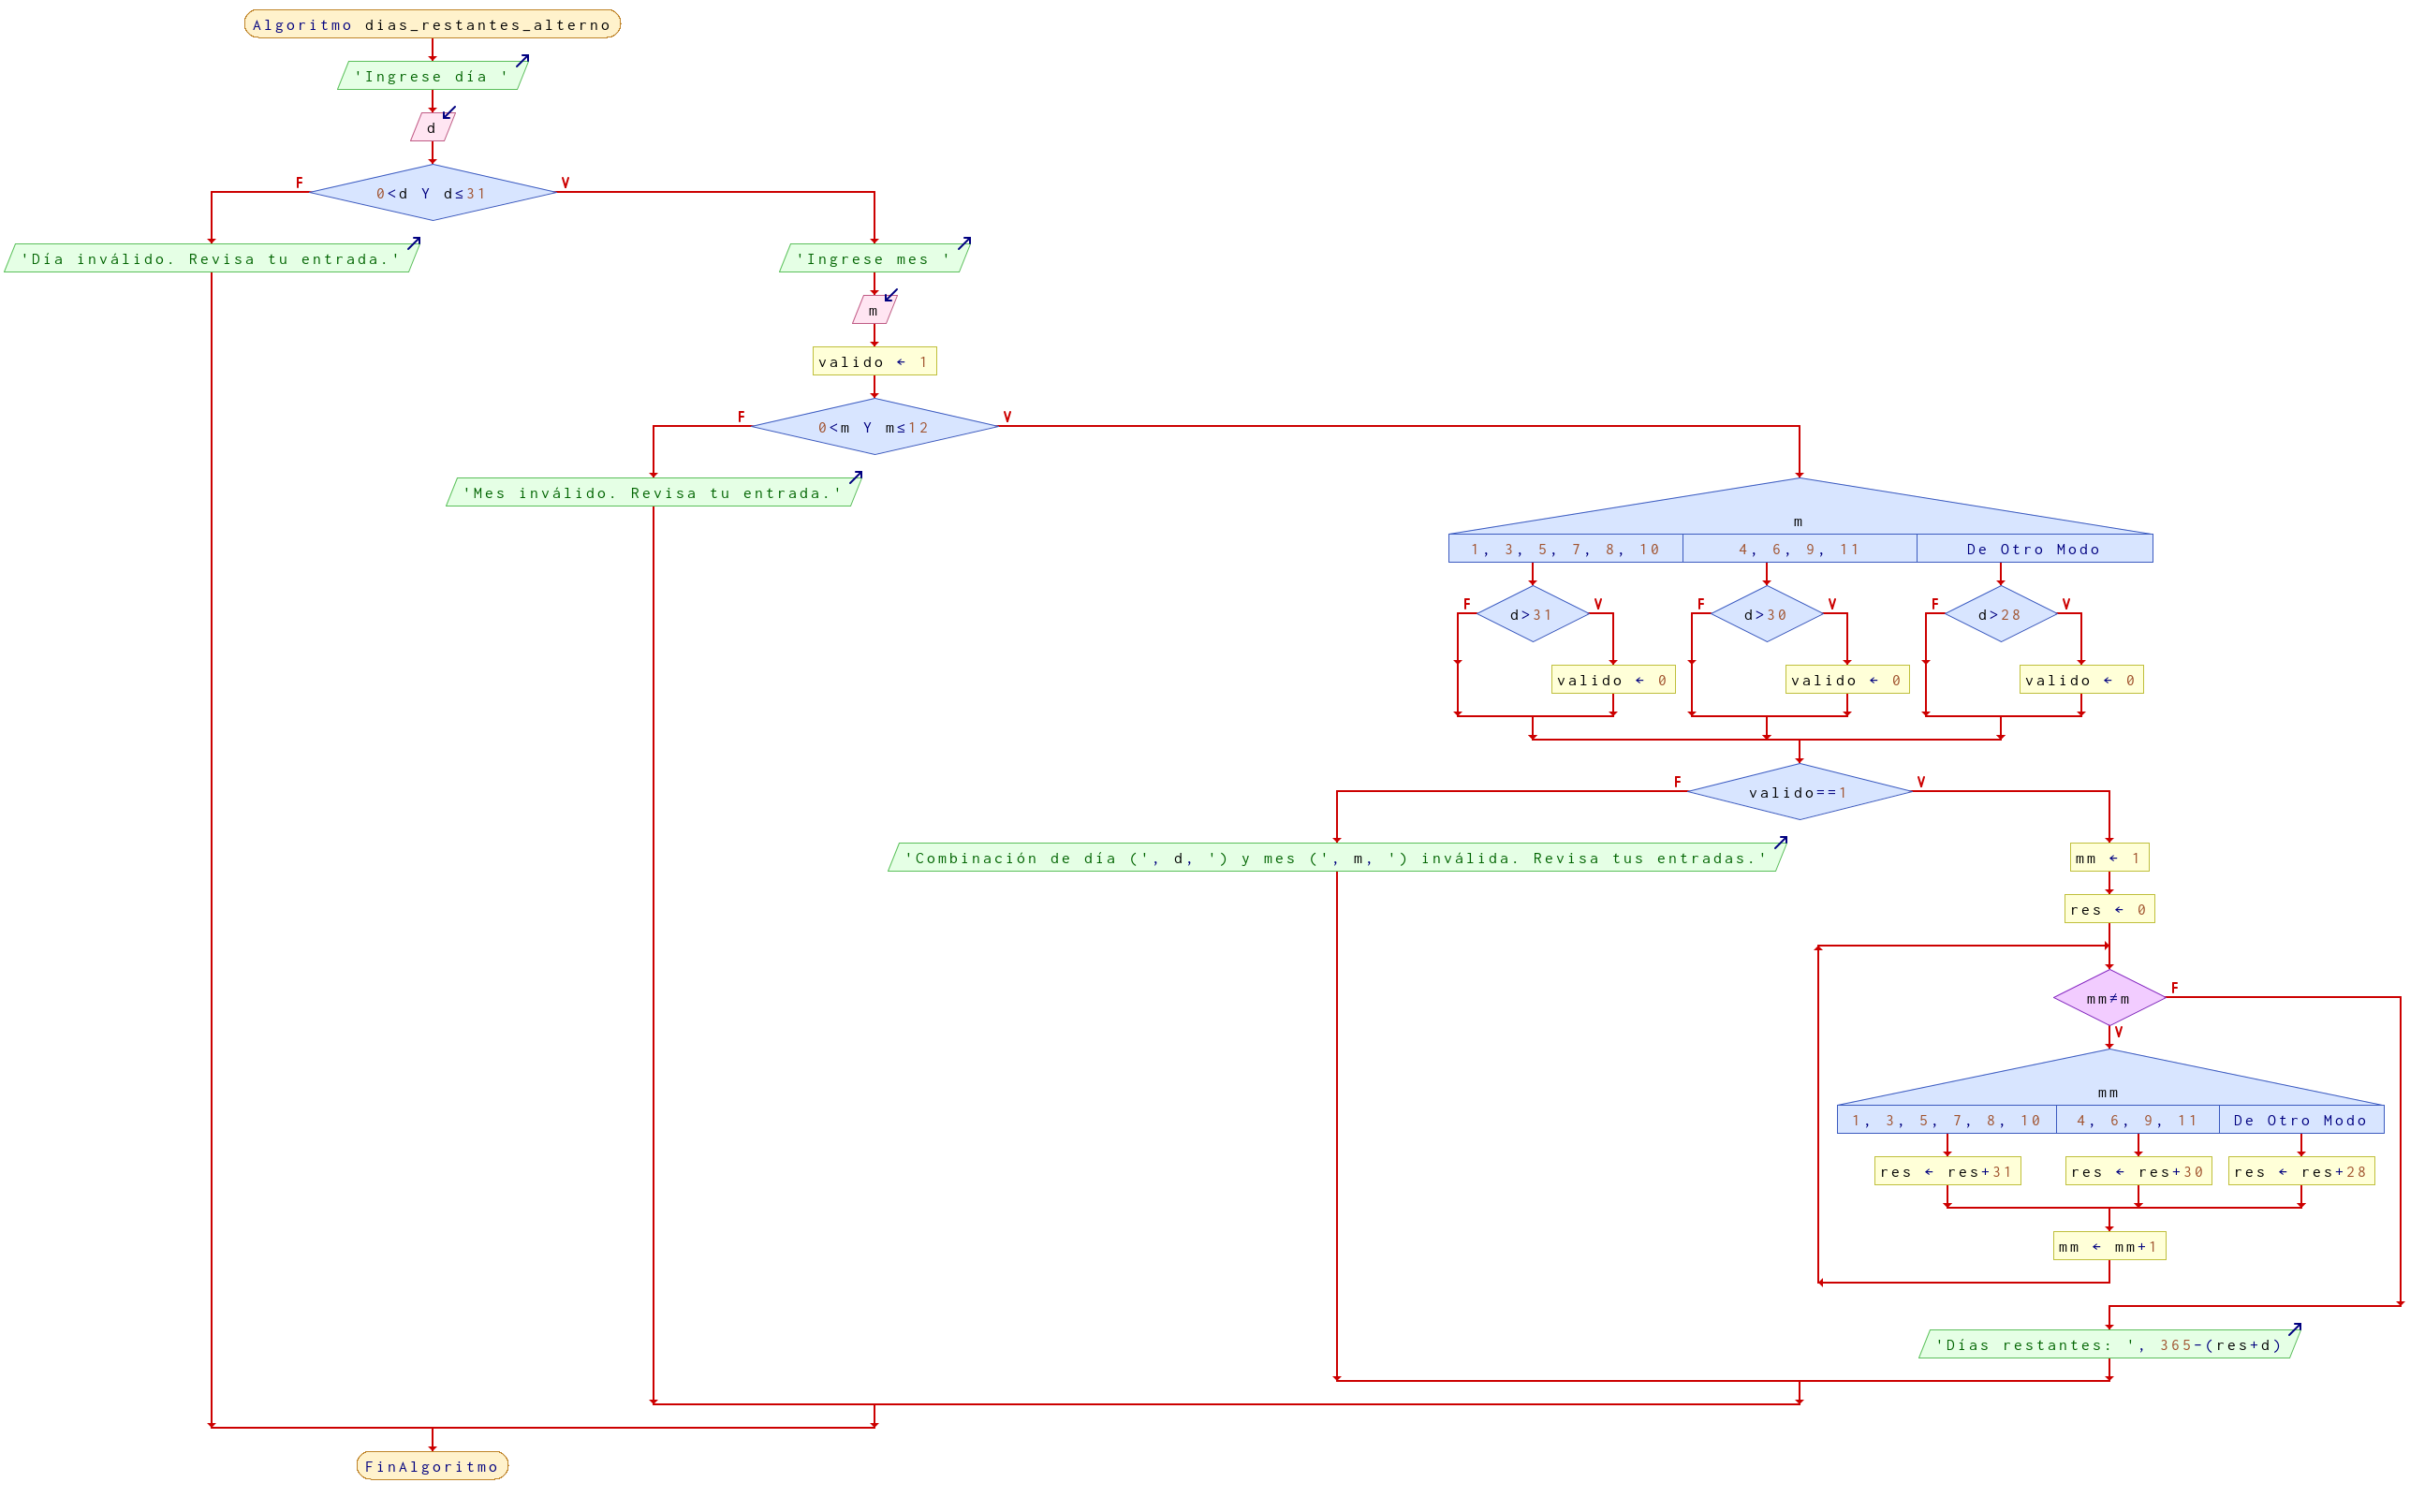 Algoritmo dias_restantes_alterno
'Ingrese día '
d
F
0<d Y d≤31
V
'Día inválido. Revisa tu entrada.'
'Ingrese mes '
m
valido ← 1
F
0<m Y m≤12
V
'Mes inválido. Revisa tu entrada.'
m
1, 3, 5, 7, 8, 10
4, 6, 9, 11
De Otro Modo
F
d>31
V
F
d>30
V
F
d>28
V
valido ← 0
valido ← 0
valido ← 0
F
valido==1
V
'Combinación de día (', d, ') y mes (', m, ') inválida. Revisa tus entradas.'
mm ← 1
res ← 0
mm≠m
F
V
mm
1, 3, 5, 7, 8, 10
4, 6, 9, 11
De Otro Modo
res ← res+31
res ← res+30
res ← res+28
mm ← mm+1
'Días restantes: ', 365-(res+d)
FinAlgoritmo